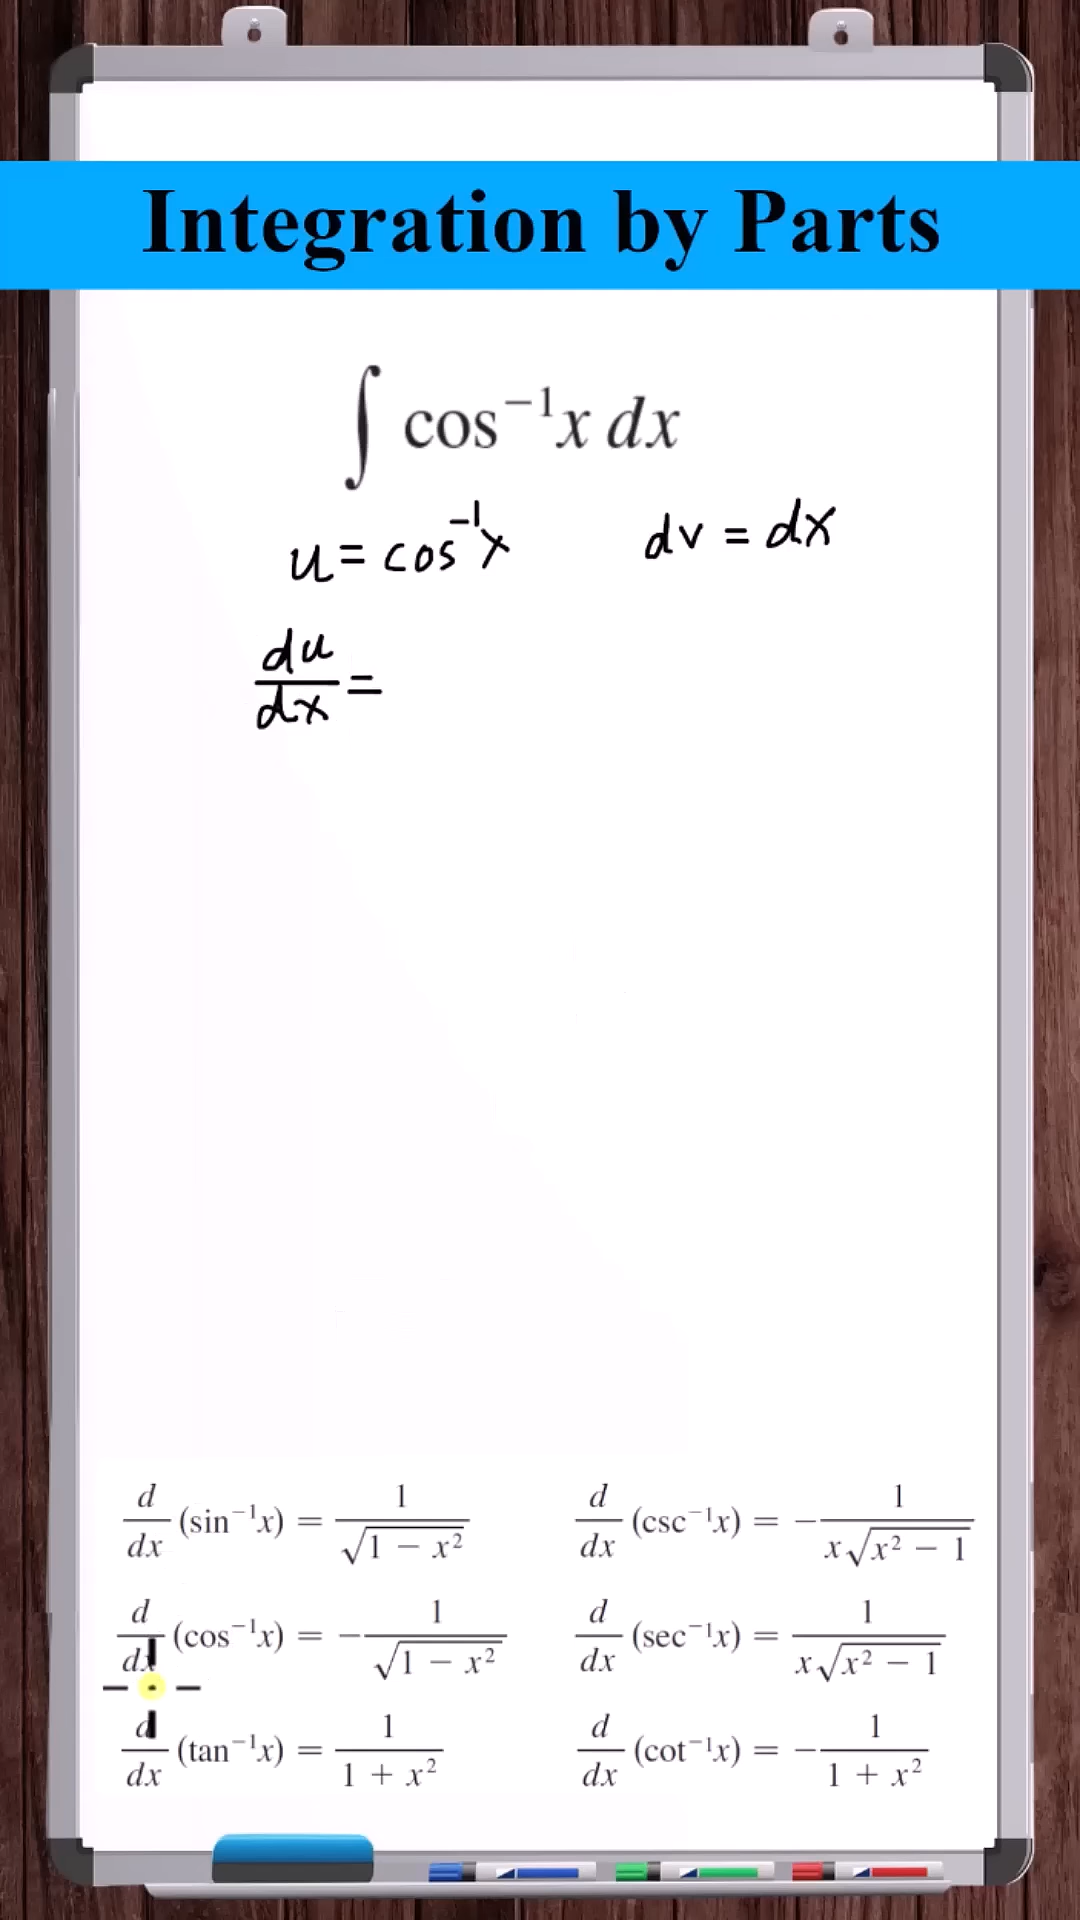 Integration by Parts
∫ cos⁻¹x dx
u = cos⁻¹x dv = dx
du/dx =
d/dx (sin⁻¹x) = 1/√(1 − x²) d/dx (csc⁻¹x) = − 1/(x√(x² − 1))
d/dx (cos⁻¹x) = − 1/√(1 − x²) d/dx (sec⁻¹x) = 1/(x√(x² − 1))
d/dx (tan⁻¹x) = 1/(1 + x²) d/dx (cot⁻¹x) = − 1/(1 + x²)